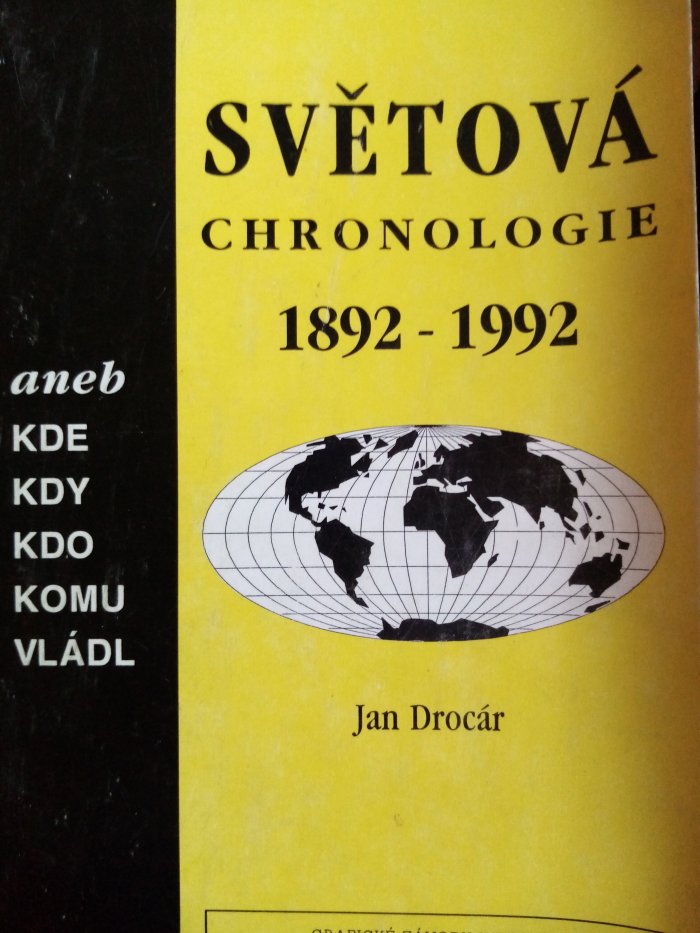 SVĚTOVÁ
CHRONOLOGIE
1892 - 1992
aneb
KDE
KDY
KDO
KOMU
VLÁDL
Jan Drocár